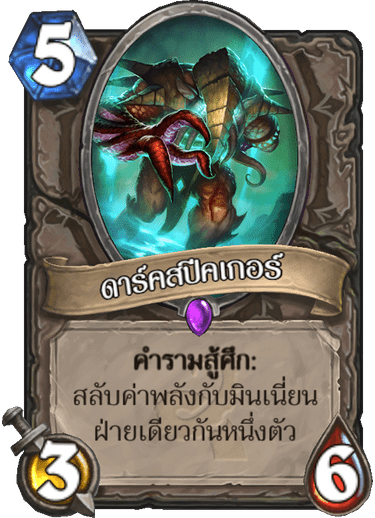 5
ดาร์คสปีคเกอร์
คำรามสู้ศึก:
สลับค่าพลังกับมินเนี่ยน
ฝ่ายเดียวกันหนึ่งตัว
3
6